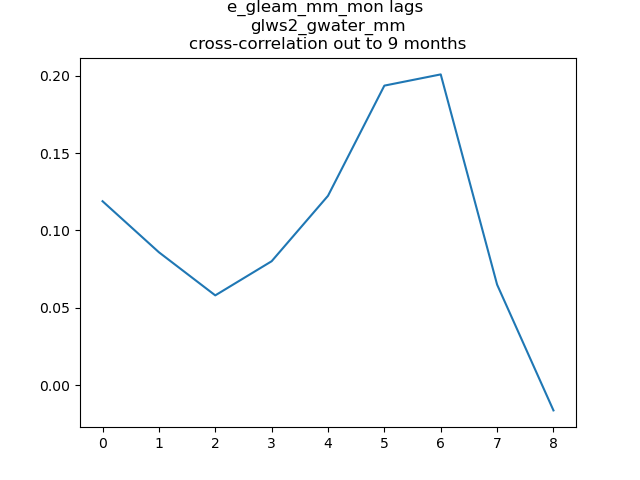 e_gleam_mm_mon lags
glws2_gwater_mm
cross-correlation out to 9 months
0.20
0.15
0.10
0.05
0.00
0 1 2 3 4 5 6 7 8